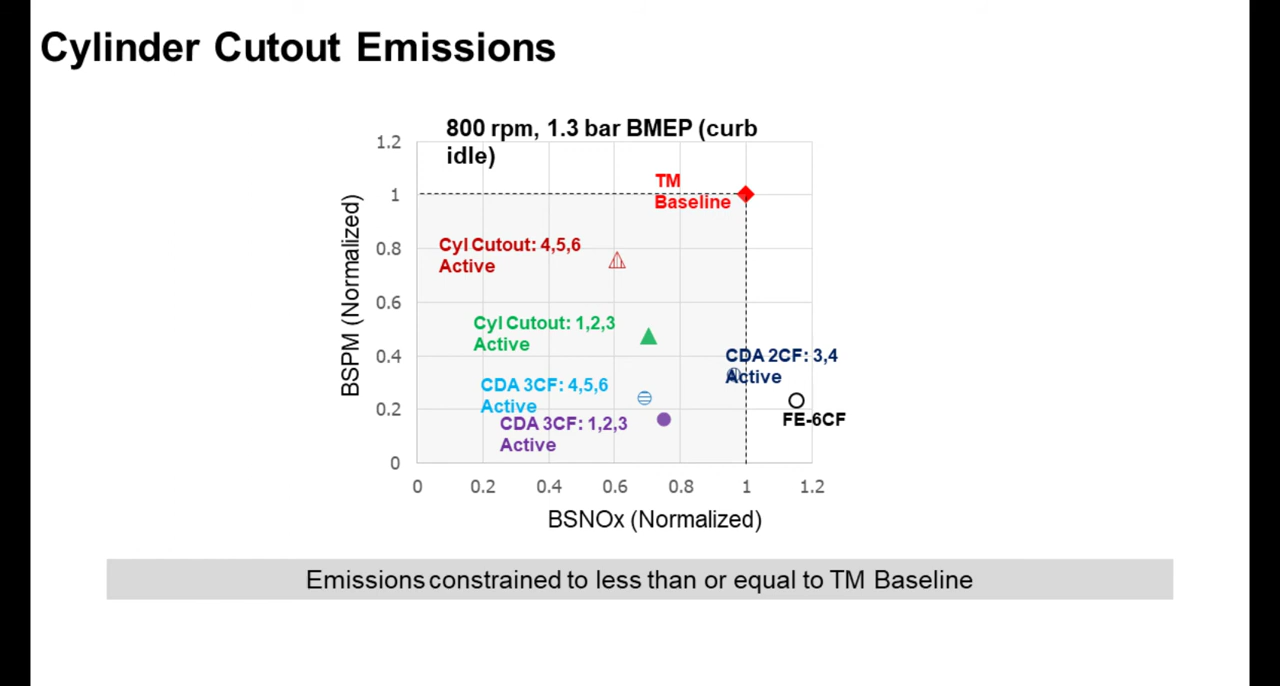 Cylinder Cutout Emissions
800 rpm, 1.3 bar BMEP (curb
idle)
1.2
1
0.8
0.6
0.4
0.2
0
BSPM (Normalized)
TM
Baseline
Cyl Cutout: 4,5,6
Active
Cyl Cutout: 1,2,3
Active
CDA 2CF: 3,4
Active
CDA 3CF: 4,5,6
Active
FE-6CF
CDA 3CF: 1,2,3
Active
0 0.2 0.4 0.6 0.8 1 1.2
BSNOx (Normalized)
Emissions constrained to less than or equal to TM Baseline